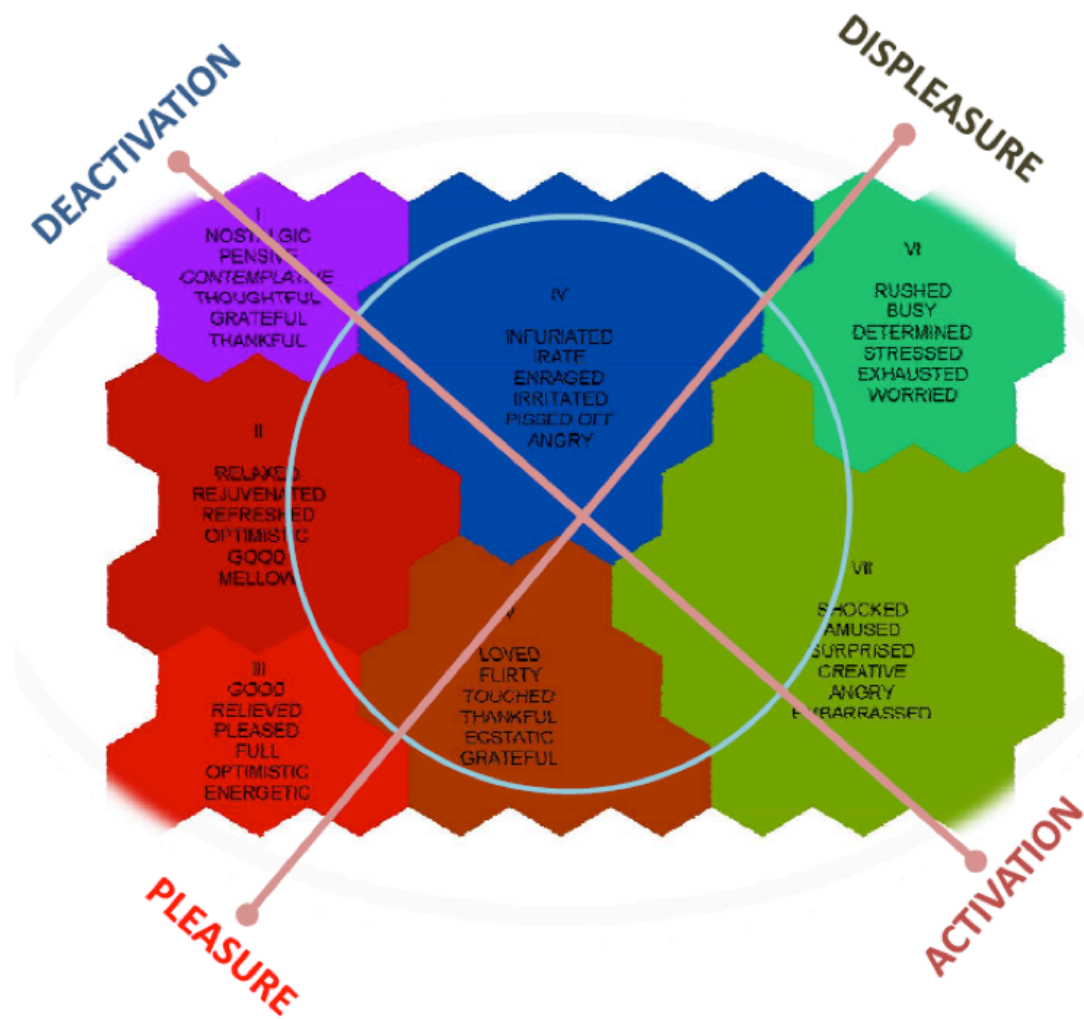 DEACTIVATION
DISPLEASURE
I
NOSTALGIC
PENSIVE
CONTEMPLATIVE
THOUGHTFUL
GRATEFUL
THANKFUL
IV
INFURIATED
IRATE
ENRAGED
IRRITATED
PISSED OFF
ANGRY
VI
RUSHED
BUSY
DETERMINED
STRESSED
EXHAUSTED
WORRIED
II
RELAXED
REJUVENATED
REFRESHED
OPTIMISTIC
GOOD
MELLOW
VII
SHOCKED
AMUSED
SURPRISED
CREATIVE
ANGRY
EMBARRASSED
III
GOOD
RELIEVED
PLEASED
FULL
OPTIMISTIC
ENERGETIC
V
LOVED
FLIRTY
TOUCHED
THANKFUL
ECSTATIC
GRATEFUL
PLEASURE
ACTIVATION